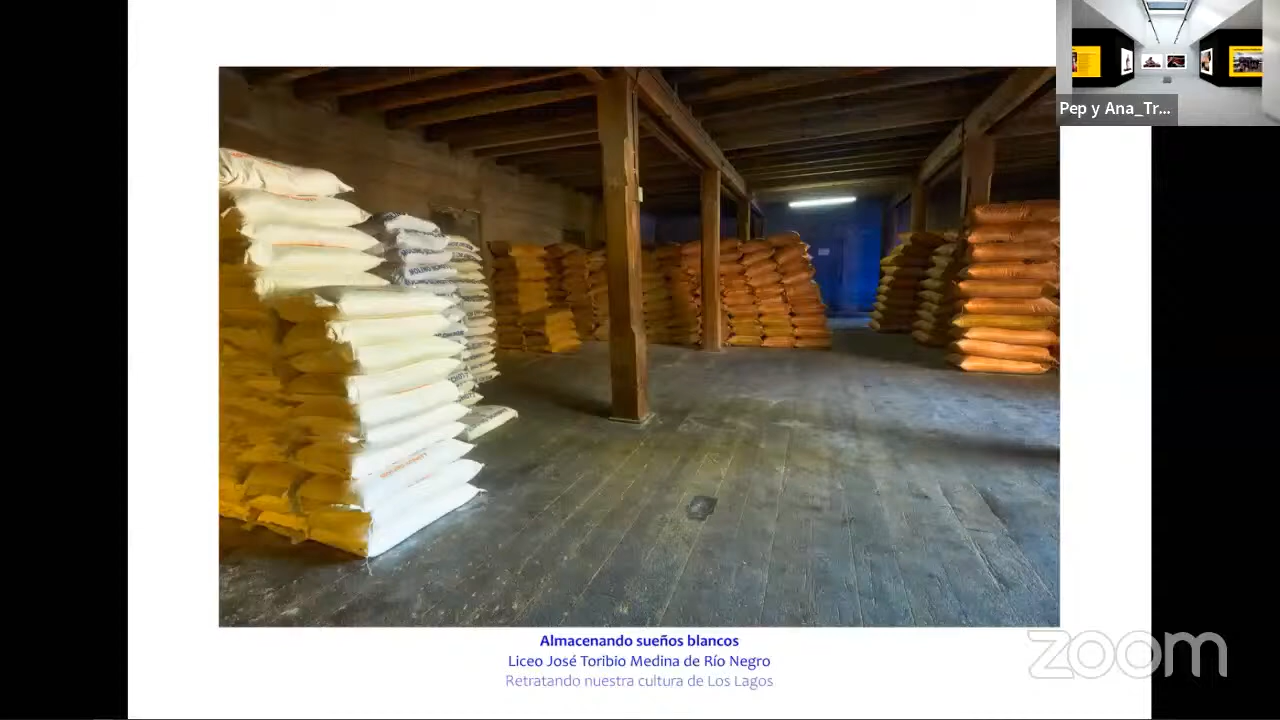 Pep y Ana_Tr...
Almacenando sueños blancos
Liceo José Toribio Medina de Río Negro
Retratando nuestra cultura de Los Lagos
zoom